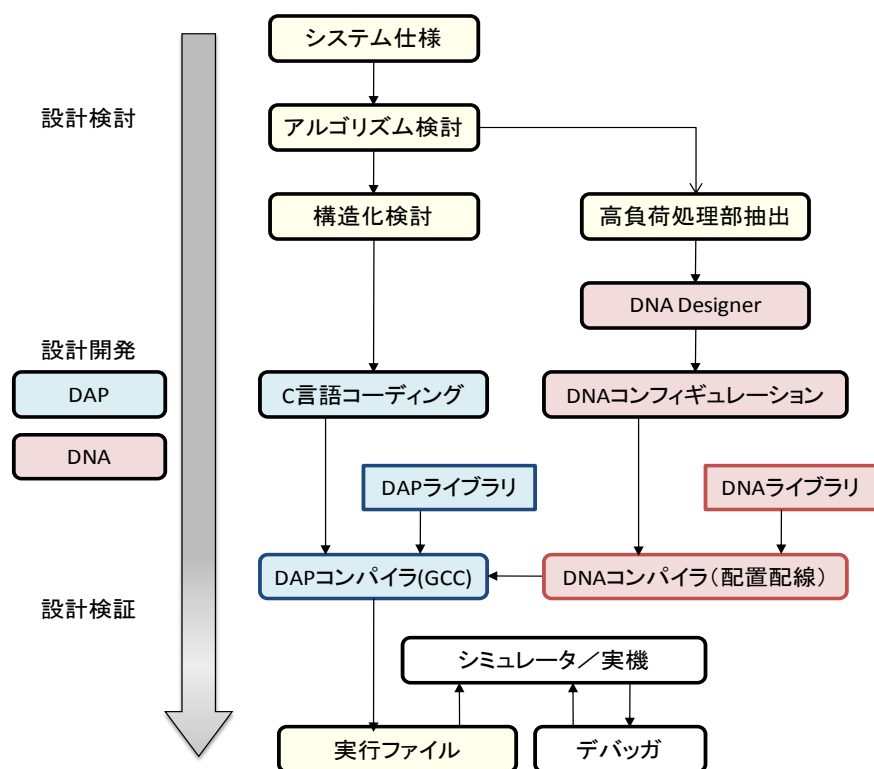 システム仕様
設計検討
アルゴリズム検討
構造化検討
高負荷処理部抽出
DNA Designer
設計開発
DAP
C言語コーディング
DNAコンフィギュレーション
DNA
DAPライブラリ
DNAライブラリ
DAPコンパイラ(GCC)
DNAコンパイラ(配置配線)
設計検証
シミュレータ/実機
実行ファイル
デバッガ